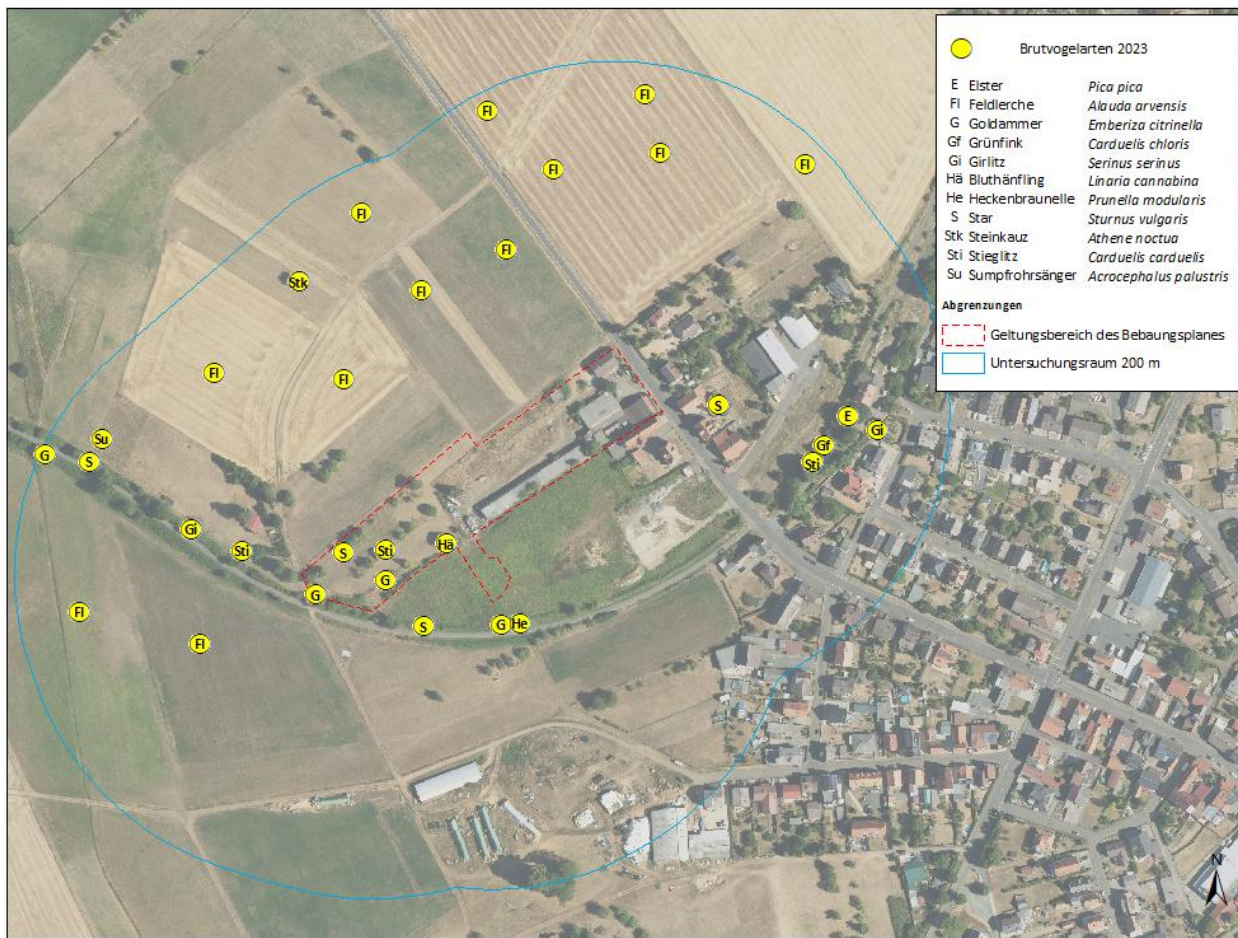 Brutvogelarten 2023
E Elster Pica pica
Fl Feldlerche Alauda arvensis
G Goldammer Emberiza citrinella
Gf Grünfink Carduelis chloris
Gi Girlitz Serinus serinus
Hä Bluthänfling Linaria cannabina
He Heckenbraunelle Prunella modularis
S Star Sturnus vulgaris
Stk Steinkauz Athene noctua
Sti Stieglitz Carduelis carduelis
Su Sumpfrohrsänger Acrocephalus palustris
Abgrenzungen
Geltungsbereich des Bebaungsplanes
Untersuchungsraum 200 m
Fl
Fl
Fl
Fl
Fl
Fl
Fl
Stk
Fl
Fl
Fl
S
E
Gi
Gf
Sti
Su
G
S
Gi
Sti
S
Sti
Hä
G
G
Fl
S
G
He
Fl
N